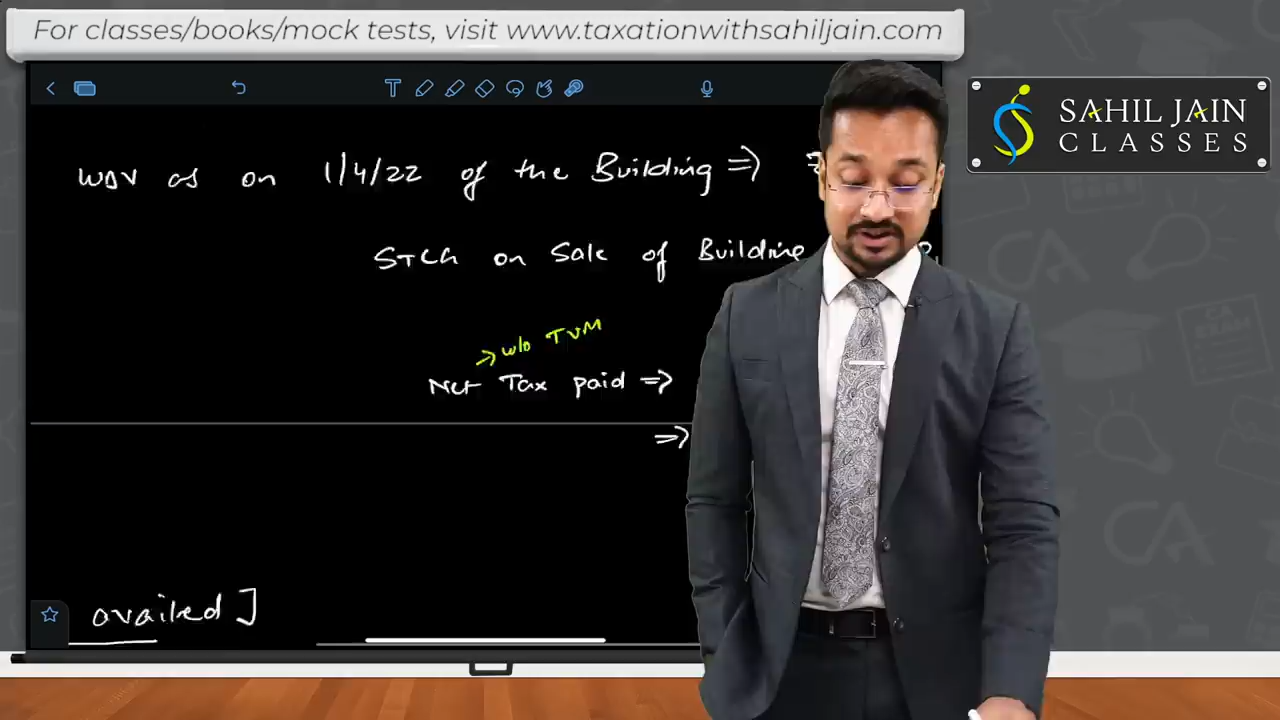 For classes/books/mock tests, visit www.taxationwithsahiljain.com
SAHIL JAIN
CLASSES
WDV as on 1/4/22 of the Building =>
STCG on Sale of Building
-> w/o TVM
Net Tax paid =>
=>
availed ]